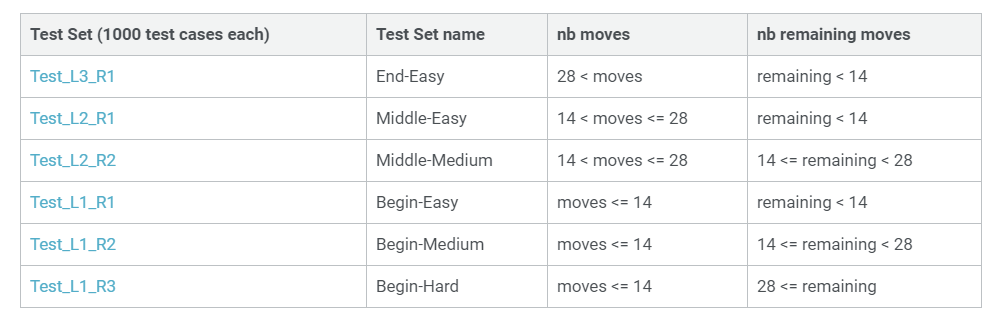 Test Set (1000 test cases each) Test Set name nb moves nb remaining moves
Test_L3_R1 End-Easy 28 < moves remaining < 14
Test_L2_R1 Middle-Easy 14 < moves <= 28 remaining < 14
Test_L2_R2 Middle-Medium 14 < moves <= 28 14 <= remaining < 28
Test_L1_R1 Begin-Easy moves <= 14 remaining < 14
Test_L1_R2 Begin-Medium moves <= 14 14 <= remaining < 28
Test_L1_R3 Begin-Hard moves <= 14 28 <= remaining